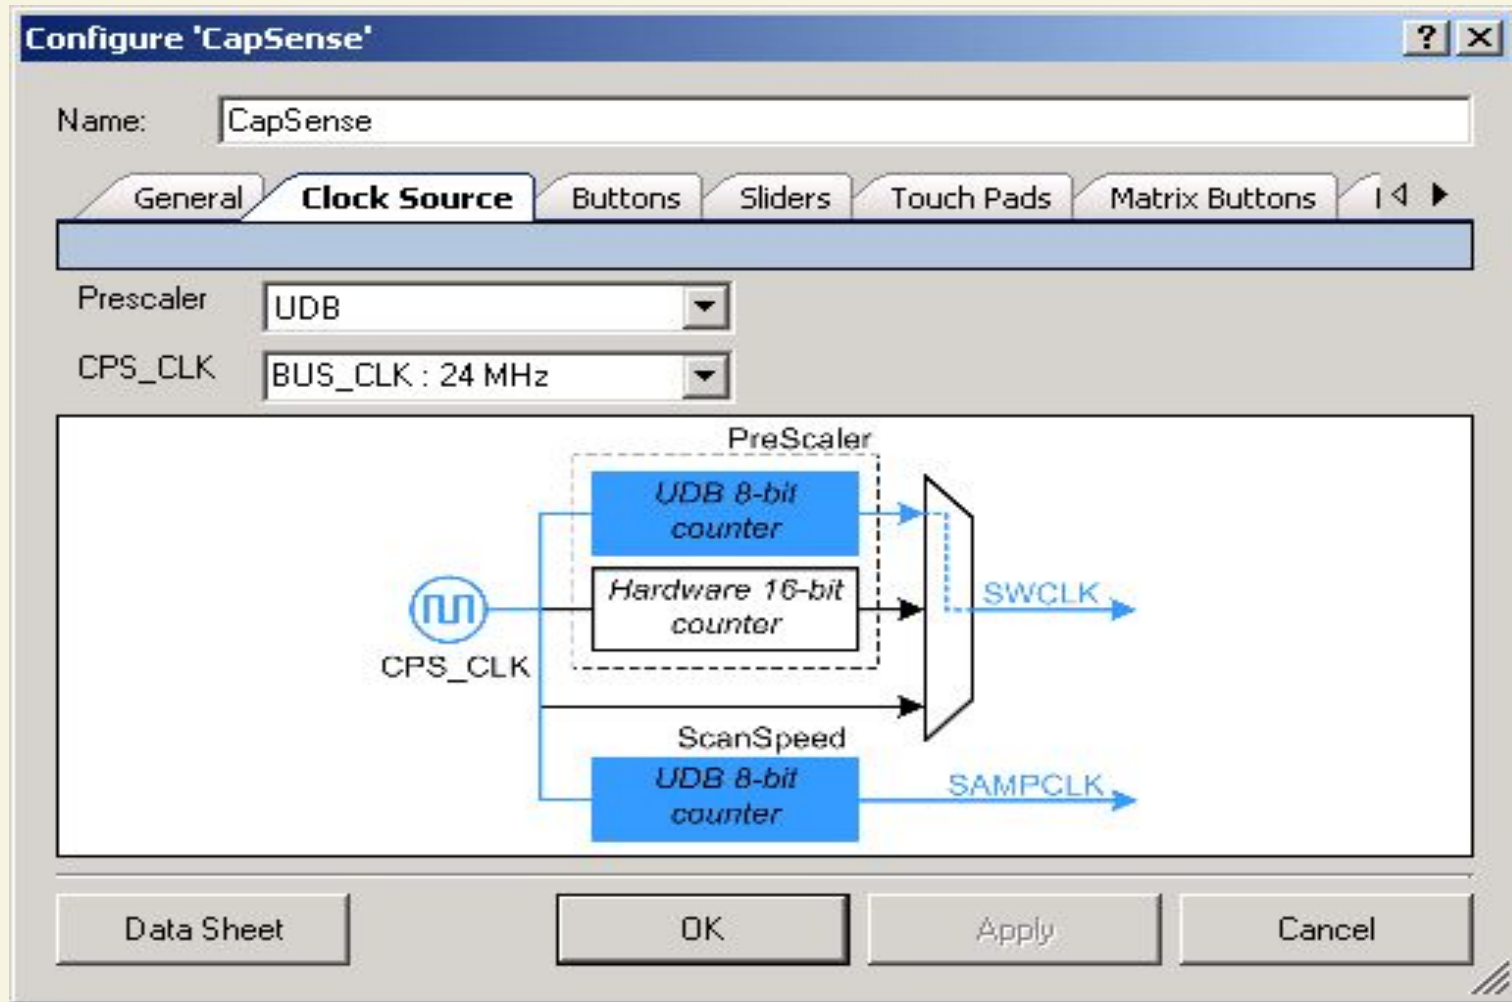 Configure 'CapSense'
Name: CapSense
General Clock Source Buttons Sliders Touch Pads Matrix Buttons
Prescaler UDB
CPS_CLK BUS_CLK : 24 MHz
PreScaler
UDB 8-bit
counter
Hardware 16-bit
counter
SWCLK
CPS_CLK
ScanSpeed
UDB 8-bit
counter
SAMPCLK
Data Sheet OK Apply Cancel